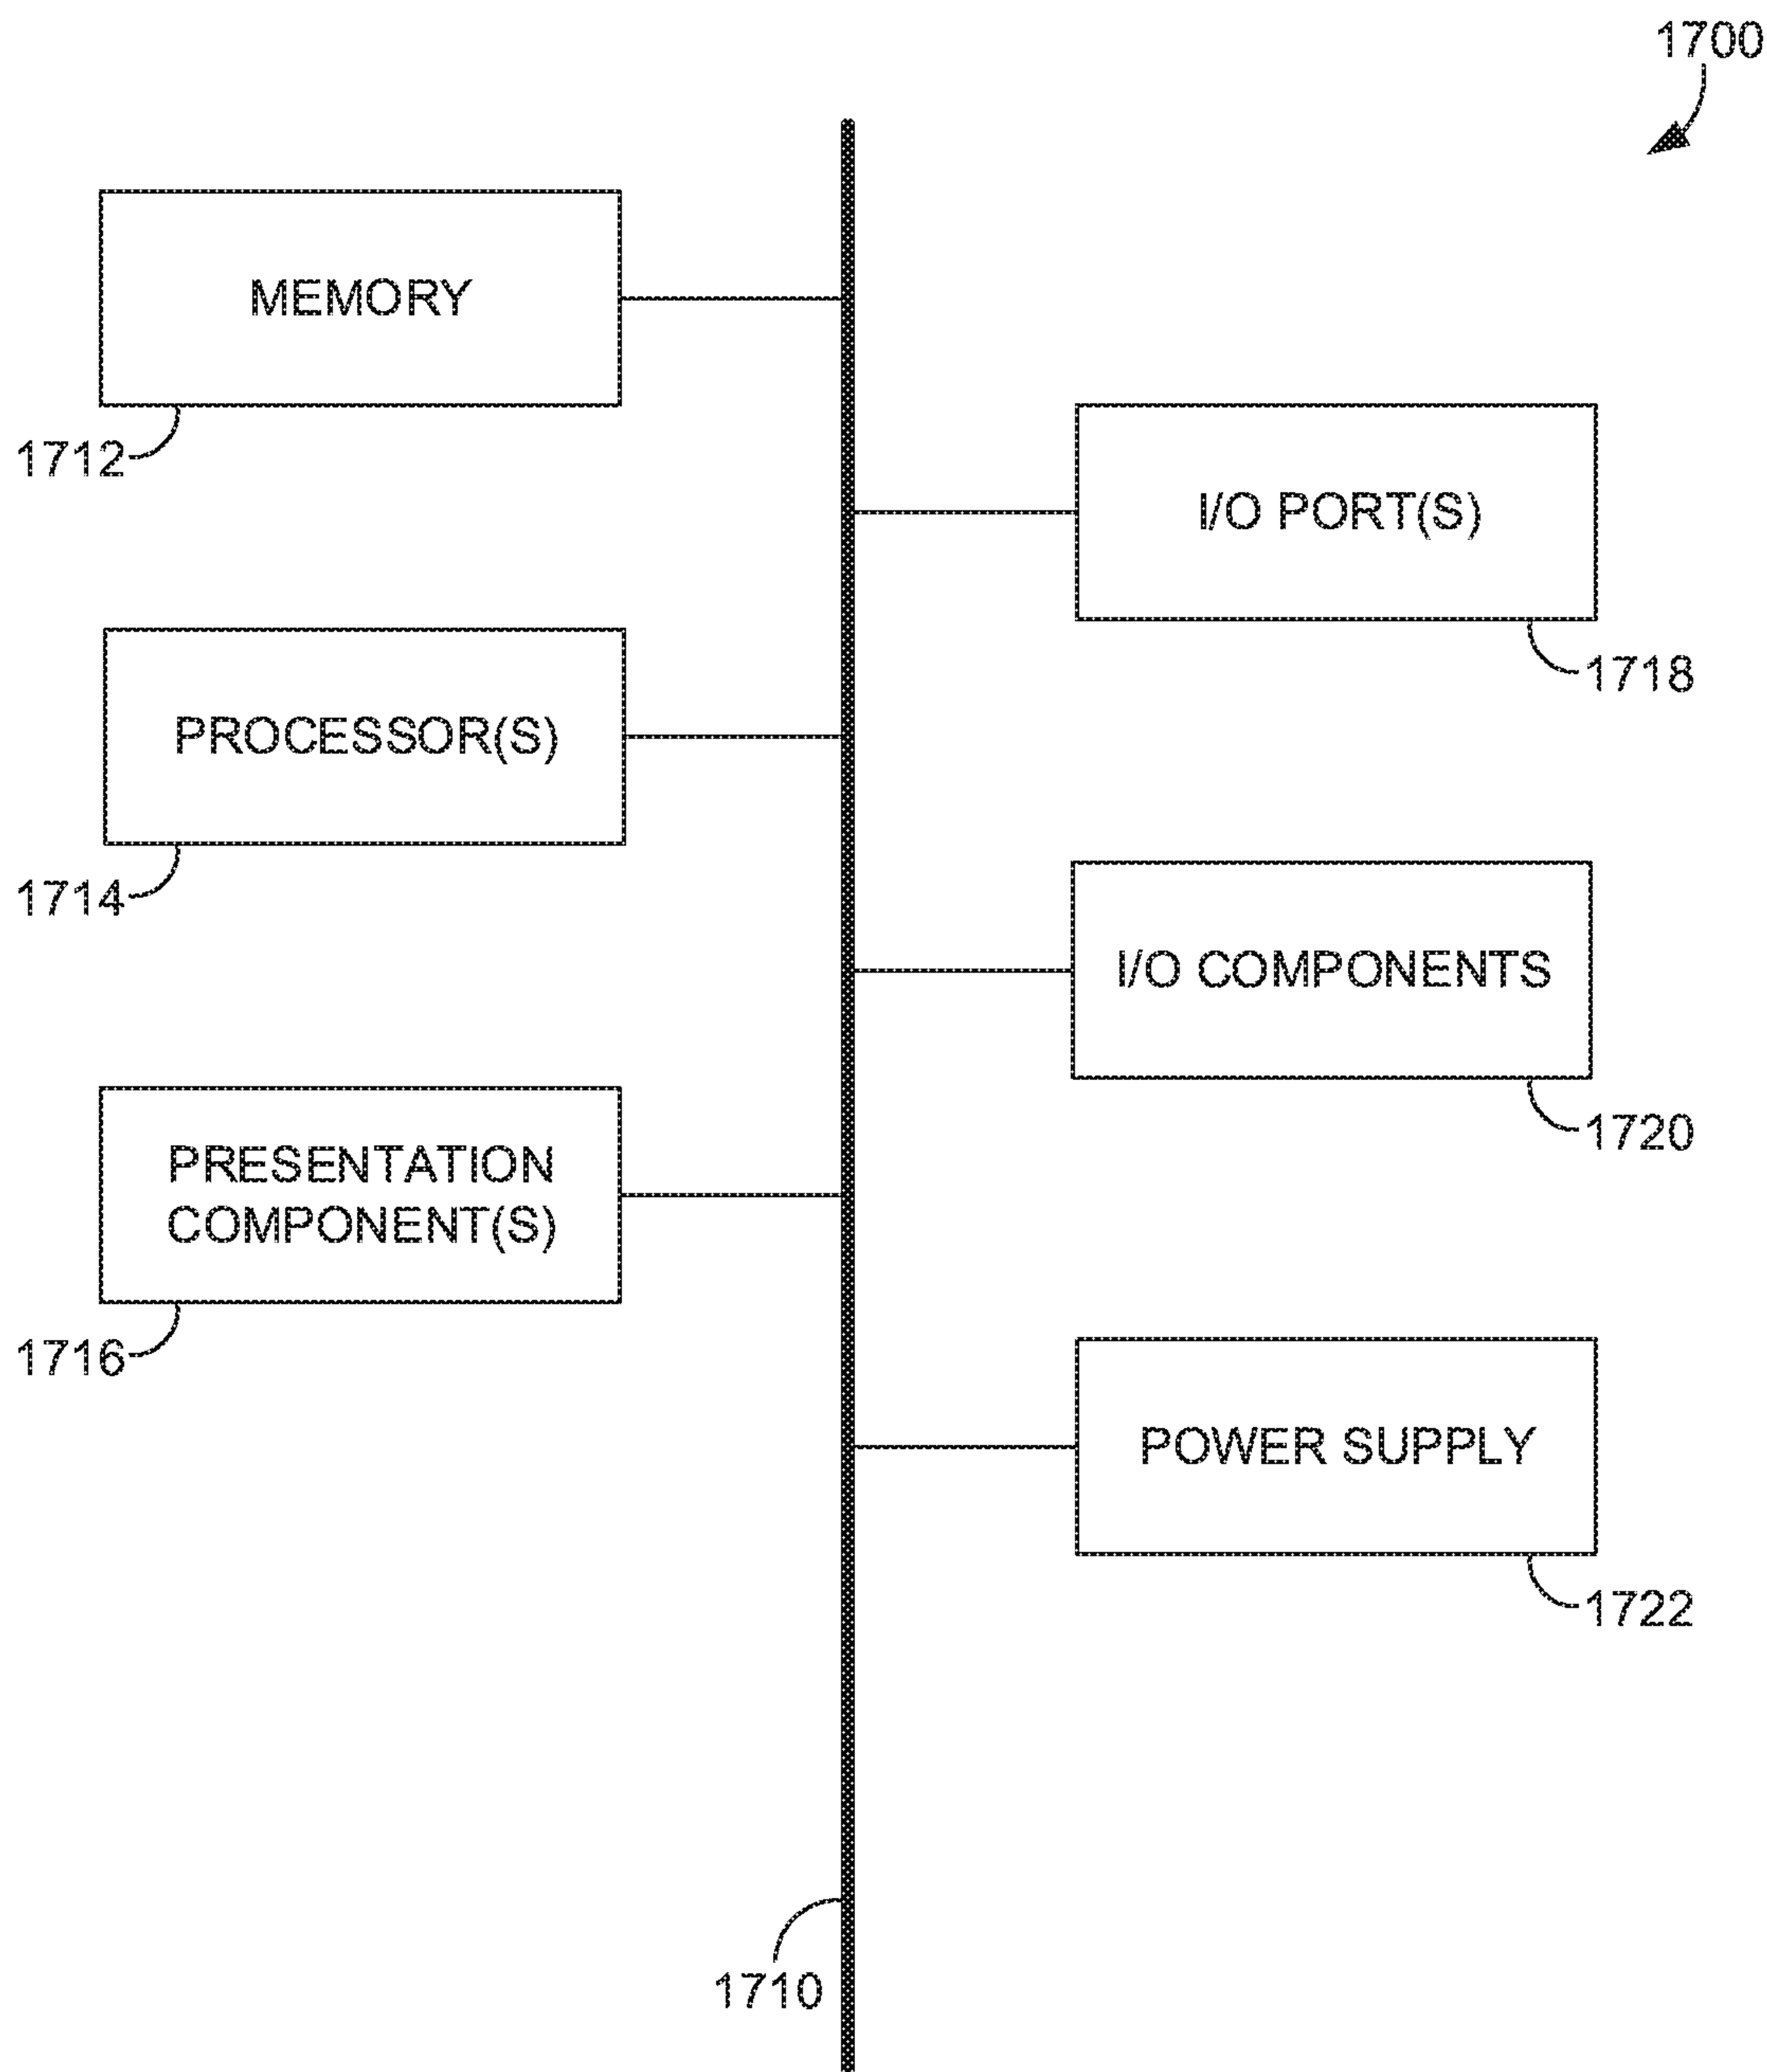 1700
MEMORY
1712
I/O PORT(S)
1718
PROCESSOR(S)
1714
I/O COMPONENTS
1720
PRESENTATION
COMPONENT(S)
1716
POWER SUPPLY
1722
1710